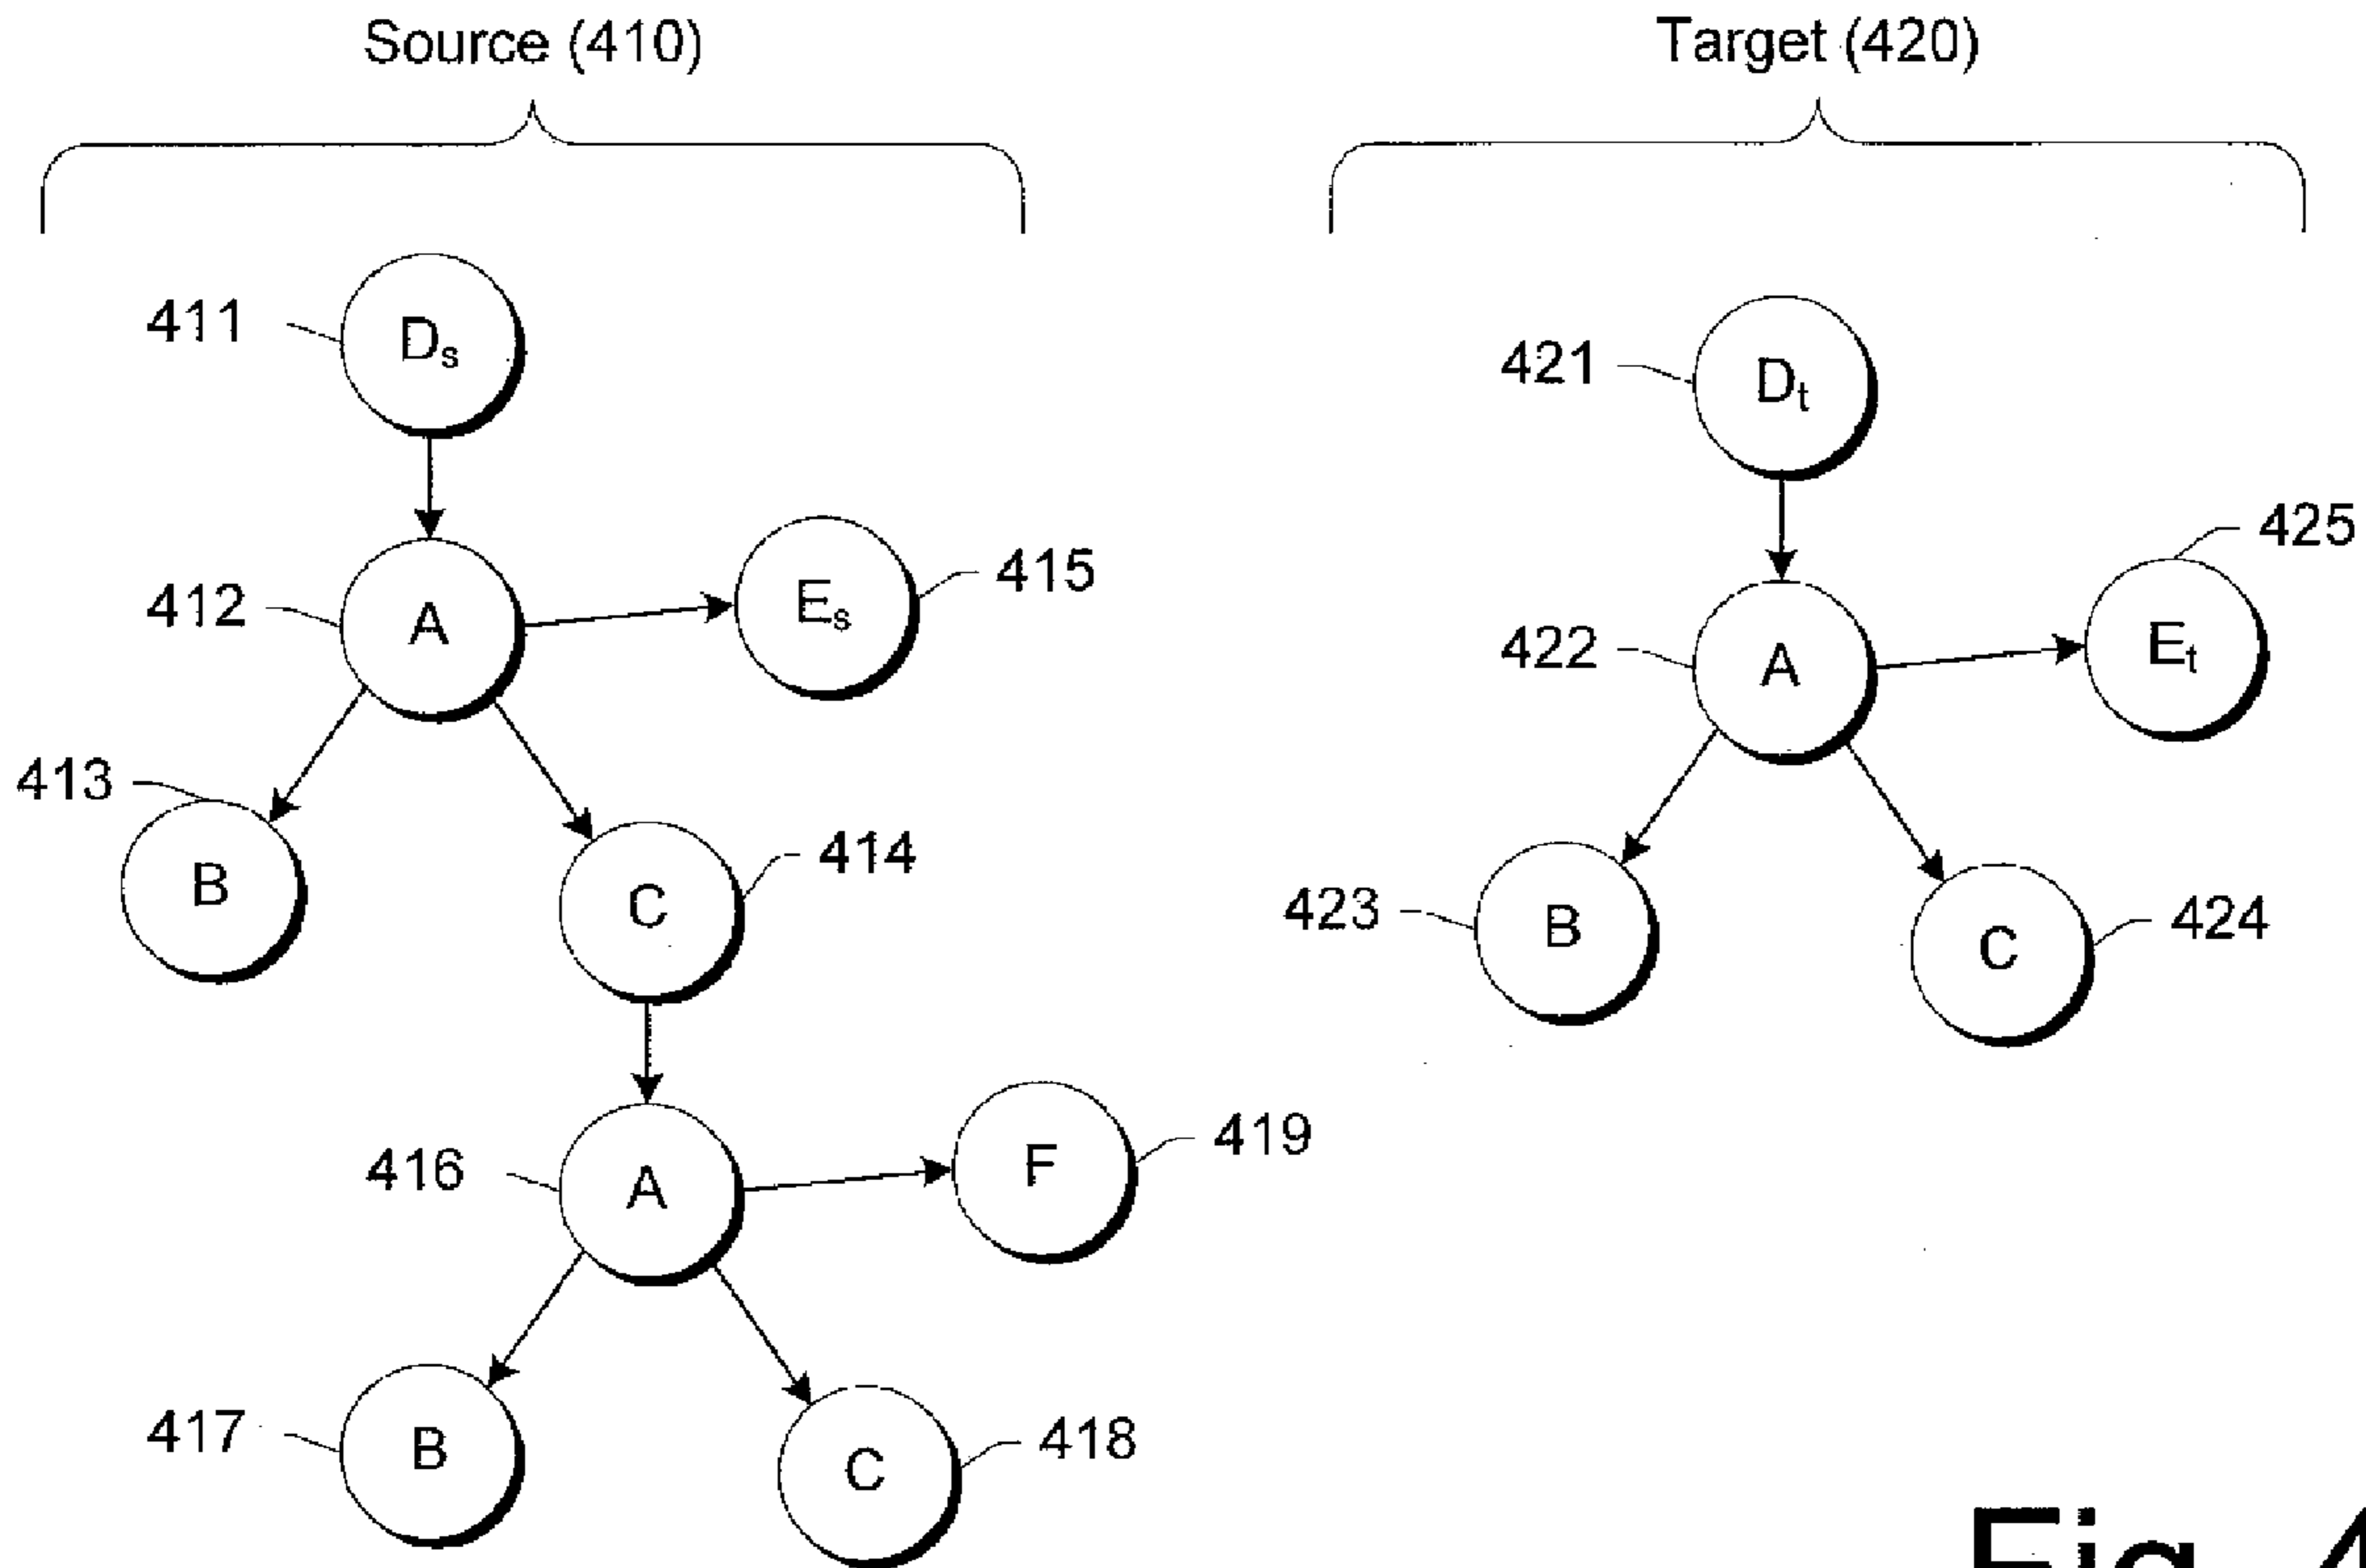 Source (410)
Target (420)
411
Ds
421
Dt
412
A
Es
415
422
A
Et
425
413
B
C
414
423
B
C
424
416
A
F
419
417
B
C
418
Fig. 4